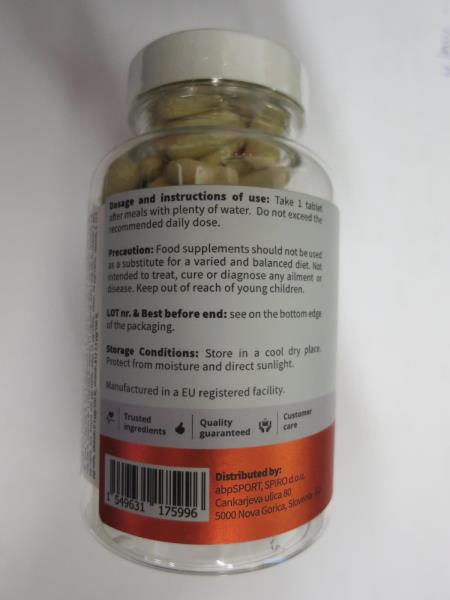 Dosage and instructions of use: Take 1 tablet
after meals with plenty of water. Do not exceed the
recommended daily dose.
Precaution: Food supplements should not be used
as a substitute for a varied and balanced diet. Not
intended to treat, cure or diagnose any ailment or
disease. Keep out of reach of young children.
LOT nr. & Best before end: see on the bottom edge
of the packaging.
Storage Conditions: Store in a cool dry place.
Protect from moisture and direct sunlight.
Manufactured in a EU registered facility.
Trusted
ingredients
Quality
guaranteed
Customer
care
Distributed by:
abpSPORT, SPIRO d.o.o.
Cankarjeva ulica 80
5000 Nova Gorica, Slovenia
1 549631 175996